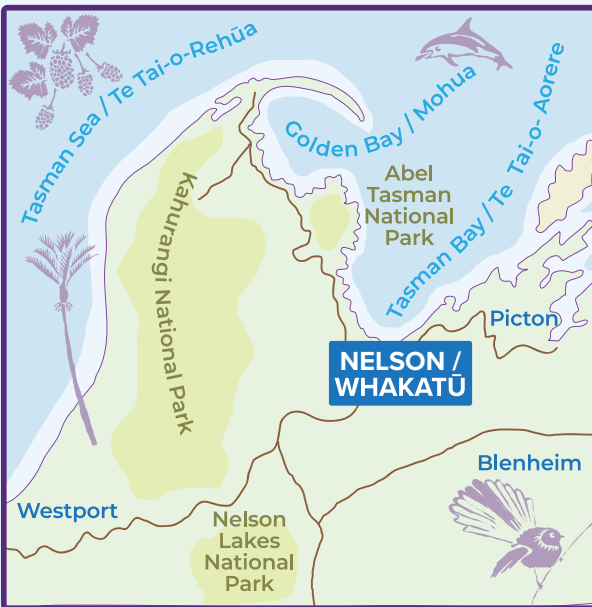 Tasman Sea / Te Tai-o-Rehūa
Golden Bay / Mohua
Tasman Bay / Te Tai-o- Aorere
Abel
Tasman
National
Park
Kahurangi National Park
Picton
NELSON /
WHAKATŪ
Blenheim
Westport
Nelson
Lakes
National
Park